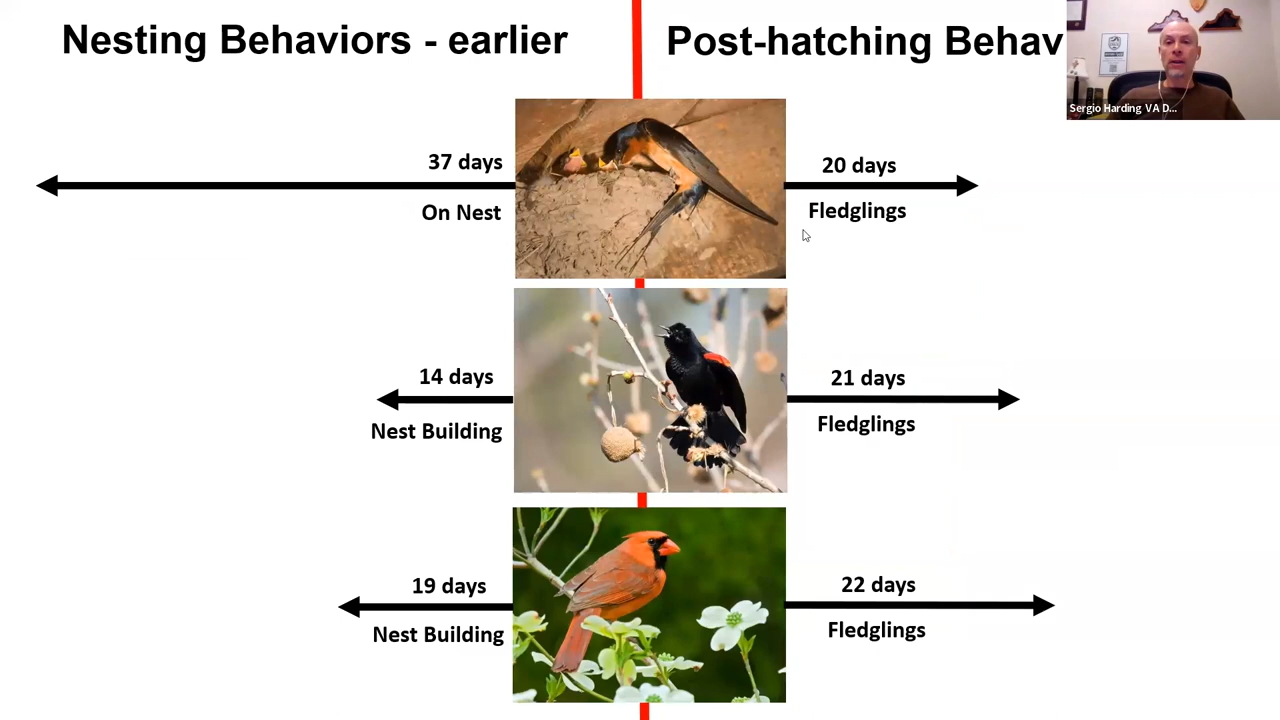 Nesting Behaviors - earlier
Post-hatching Behav
Sergio Harding VA D...
37 days
On Nest
20 days
Fledglings
14 days
Nest Building
21 days
Fledglings
19 days
Nest Building
22 days
Fledglings